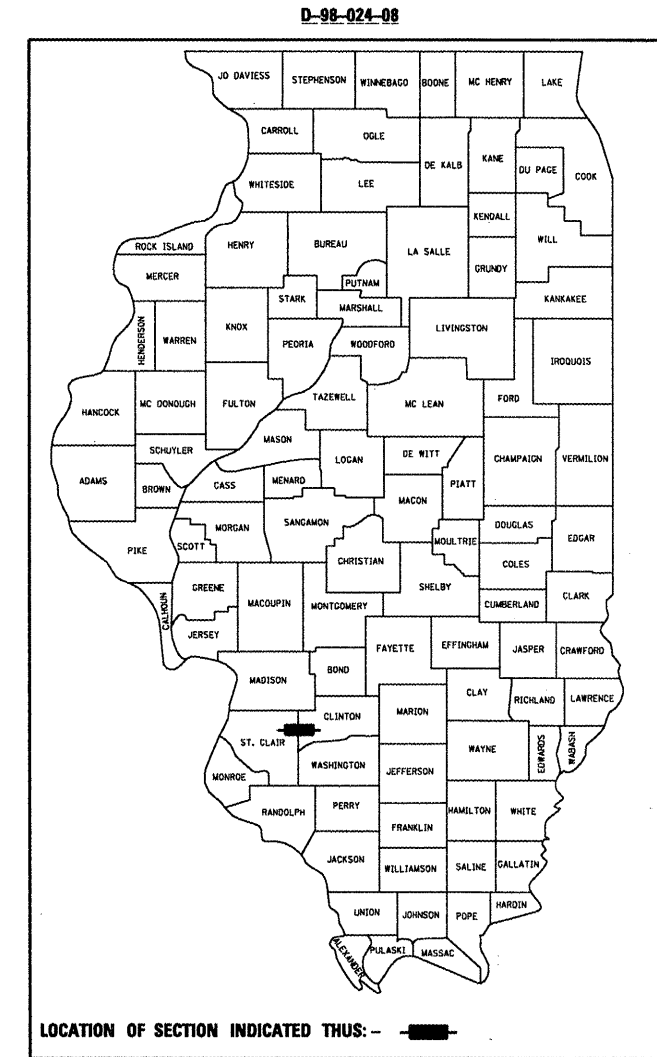 D-98-024-08
JO DAVIESS
STEPHENSON
WINNEBAGO
BOONE
MC HENRY
LAKE
CARROLL
OGLE
DE KALB
KANE
DU PAGE
COOK
WHITESIDE
LEE
KENDALL
WILL
ROCK ISLAND
HENRY
BUREAU
LA SALLE
GRUNDY
MERCER
PUTNAM
STARK
MARSHALL
KANKAKEE
HENDERSON
WARREN
KNOX
PEORIA
WOODFORD
LIVINGSTON
IROQUOIS
HANCOCK
MC DONOUGH
FULTON
TAZEWELL
MC LEAN
FORD
SCHUYLER
MASON
LOGAN
DE WITT
CHAMPAIGN
VERMILION
ADAMS
BROWN
CASS
MENARD
MACON
PIATT
PIKE
SCOTT
MORGAN
SANGAMON
CHRISTIAN
MOULTRIE
DOUGLAS
EDGAR
COLES
SHELBY
CALHOUN
GREENE
MACOUPIN
MONTGOMERY
CUMBERLAND
CLARK
JERSEY
FAYETTE
EFFINGHAM
JASPER
CRAWFORD
MADISON
BOND
CLAY
RICHLAND
LAWRENCE
ST. CLAIR
CLINTON
MARION
WAYNE
EDWARDS
WABASH
MONROE
WASHINGTON
JEFFERSON
RANDOLPH
PERRY
HAMILTON
WHITE
FRANKLIN
JACKSON
WILLIAMSON
SALINE
GALLATIN
UNION
JOHNSON
POPE
HARDIN
ALEXANDER
PULASKI
MASSAC
LOCATION OF SECTION INDICATED THUS: -